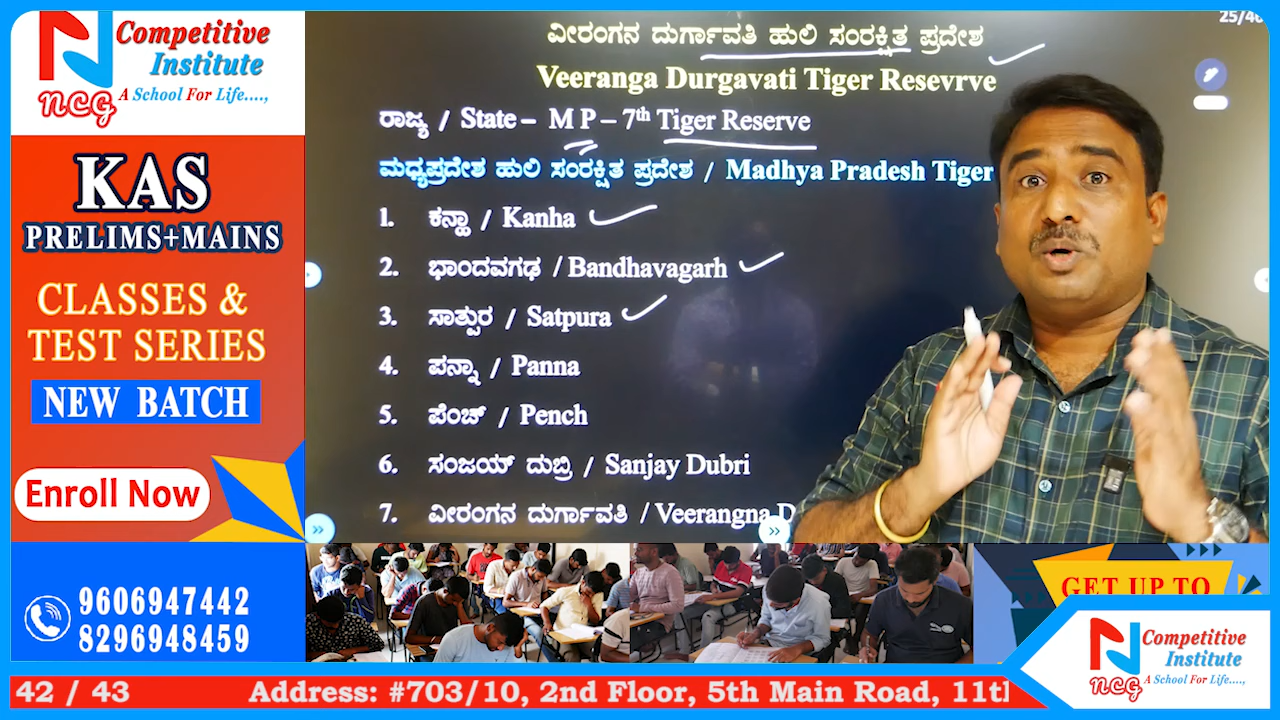 Competitive
Institute
NCG A School For Life....,
KAS
PRELIMS+MAINS
CLASSES &
TEST SERIES
NEW BATCH
Enroll Now
9606947442
8296948459
ವೀರಂಗನ ದುರ್ಗಾವತಿ ಹುಲಿ ಸಂರಕ್ಷಿತ ಪ್ರದೇಶ
Veeranga Durgavati Tiger Resevrve
ರಾಜ್ಯ / State – M P – 7th Tiger Reserve
ಮಧ್ಯಪ್ರದೇಶ ಹುಲಿ ಸಂರಕ್ಷಿತ ಪ್ರದೇಶ / Madhya Pradesh Tiger
1. ಕನ್ಹಾ / Kanha
2. ಭಾಂದವಗಢ / Bandhavagarh
3. ಸಾತ್ಪುರ / Satpura
4. ಪನ್ನಾ / Panna
5. ಪೆಂಚ್ / Pench
6. ಸಂಜಯ್ ದುಬ್ರಿ / Sanjay Dubri
7. ವೀರಂಗನ ದುರ್ಗಾವತಿ / Veerangna D
GET UP TO
Competitive
Institute
NCG A School For Life....,
42 / 43 Address: #703/10, 2nd Floor, 5th Main Road, 11th